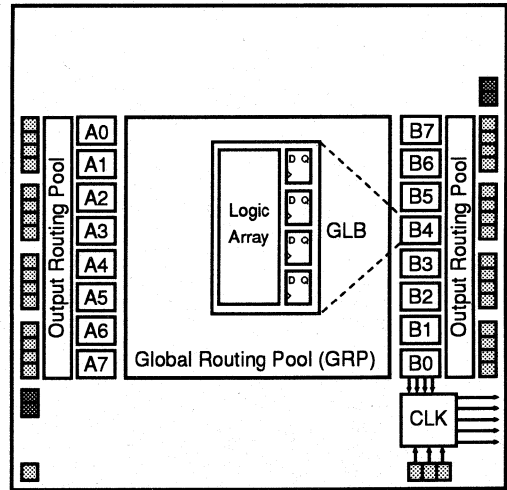 Output Routing Pool
A0
A1
A2
A3
A4
A5
A6
A7
Logic
Array
D Q
D Q
D Q
D Q
GLB
Global Routing Pool (GRP)
B7
B6
B5
B4
B3
B2
B1
B0
Output Routing Pool
CLK